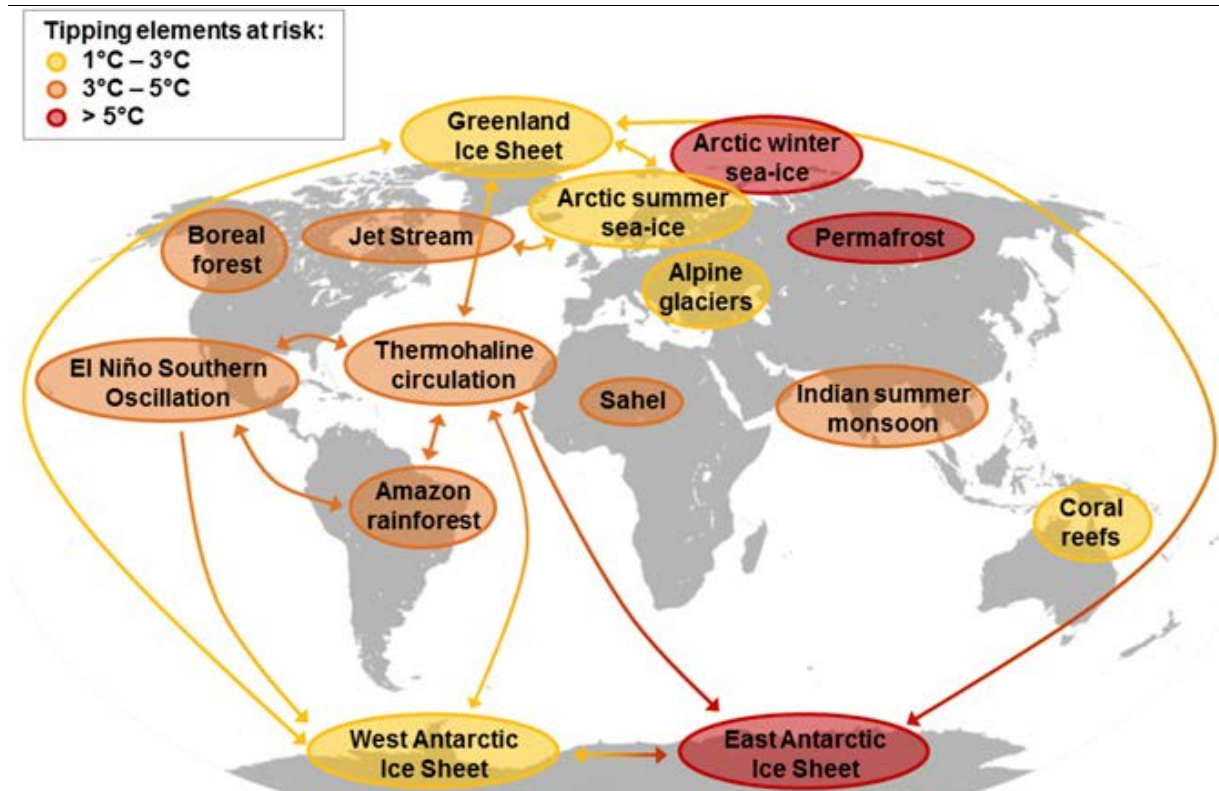 Tipping elements at risk:
1°C – 3°C
3°C – 5°C
> 5°C
Greenland
Ice Sheet
Arctic winter
sea-ice
Arctic summer
sea-ice
Boreal
forest
Jet Stream
Permafrost
Alpine
glaciers
El Niño Southern
Oscillation
Thermohaline
circulation
Sahel
Indian summer
monsoon
Amazon
rainforest
Coral
reefs
West Antarctic
Ice Sheet
East Antarctic
Ice Sheet